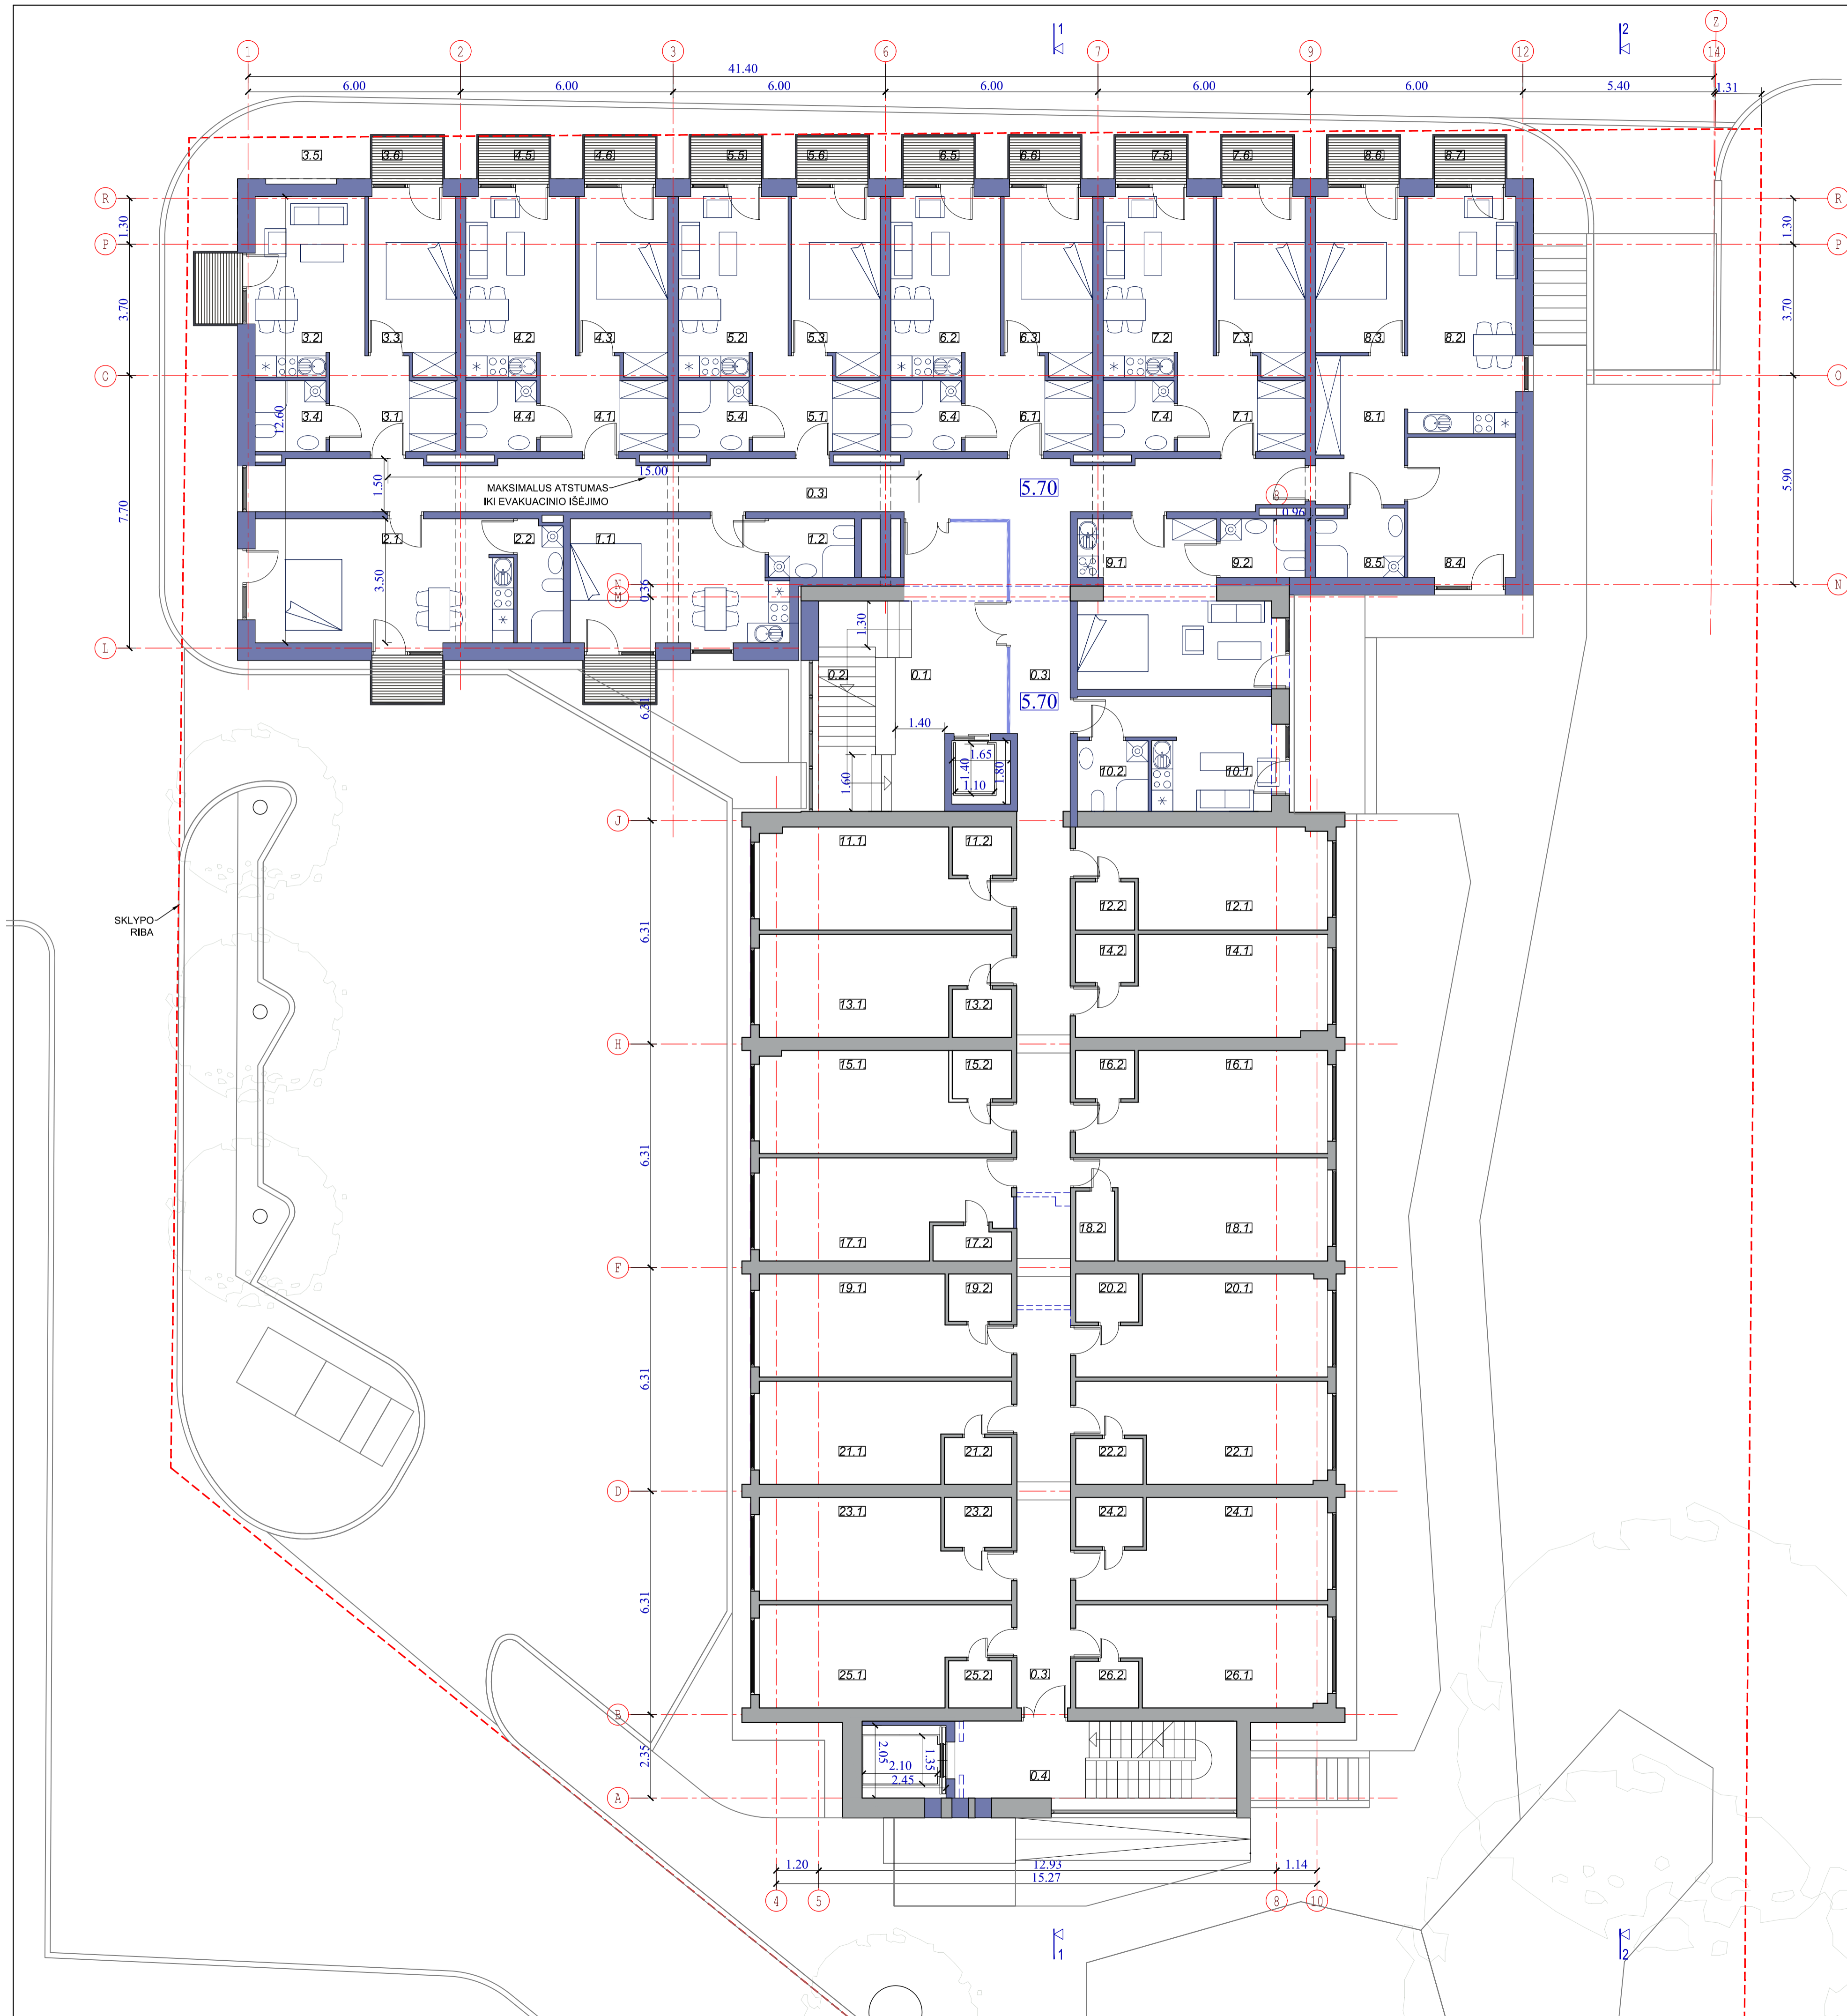 1 2
Z
1 2 3 6 7 9 12 14
41.40
6.00 6.00 6.00 6.00 6.00 6.00 5.40 1.31
3.5. 3.6. 4.5. 4.6. 5.5. 5.6. 6.5. 6.6. 7.5. 7.6. 8.6. 8.7.
R R
1.30 1.30
P P
3.70 3.70
3.2. 3.3. 4.2. 4.3. 5.2. 5.3. 6.2. 6.3. 7.2. 7.3. 8.3. 8.2.
O O
3.4. 3.1. 4.4. 4.1. 5.4. 5.1. 6.4. 6.1. 7.4. 7.1. 8.1.
12.60
15.00
1.50
MAKSIMALUS ATSTUMAS
IKI EVAKUACINIO IŠĖJIMO
0.3. 5.70
7.70 5.90
8
0.96
2.1. 2.2. 1.1. 1.2. 9.1. 9.2. 8.5. 8.4.
3.50
N 0.35 N
M
1.30
L
0.2. 0.1. 0.3.
5.70
6.31
1.40
1.65
1.40 1.80
1.10
1.60
10.2. 10.1.
J
11.1. 11.2.
12.2. 12.1.
SKLYPO
RIBA
6.31
14.2. 14.1.
13.1. 13.2.
H
15.1. 15.2. 16.2. 16.1.
6.31
18.2. 18.1.
17.1. 17.2.
F
19.1. 19.2. 20.2. 20.1.
6.31
21.1. 21.2. 22.2. 22.1.
D
23.1. 23.2. 24.2. 24.1.
6.31
25.1. 25.2. 0.3. 26.2. 26.1.
B
2.35
2.05 1.35
2.10
2.45
0.4.
A
1.20 12.93 1.14
15.27
4 5 8 10
1 2